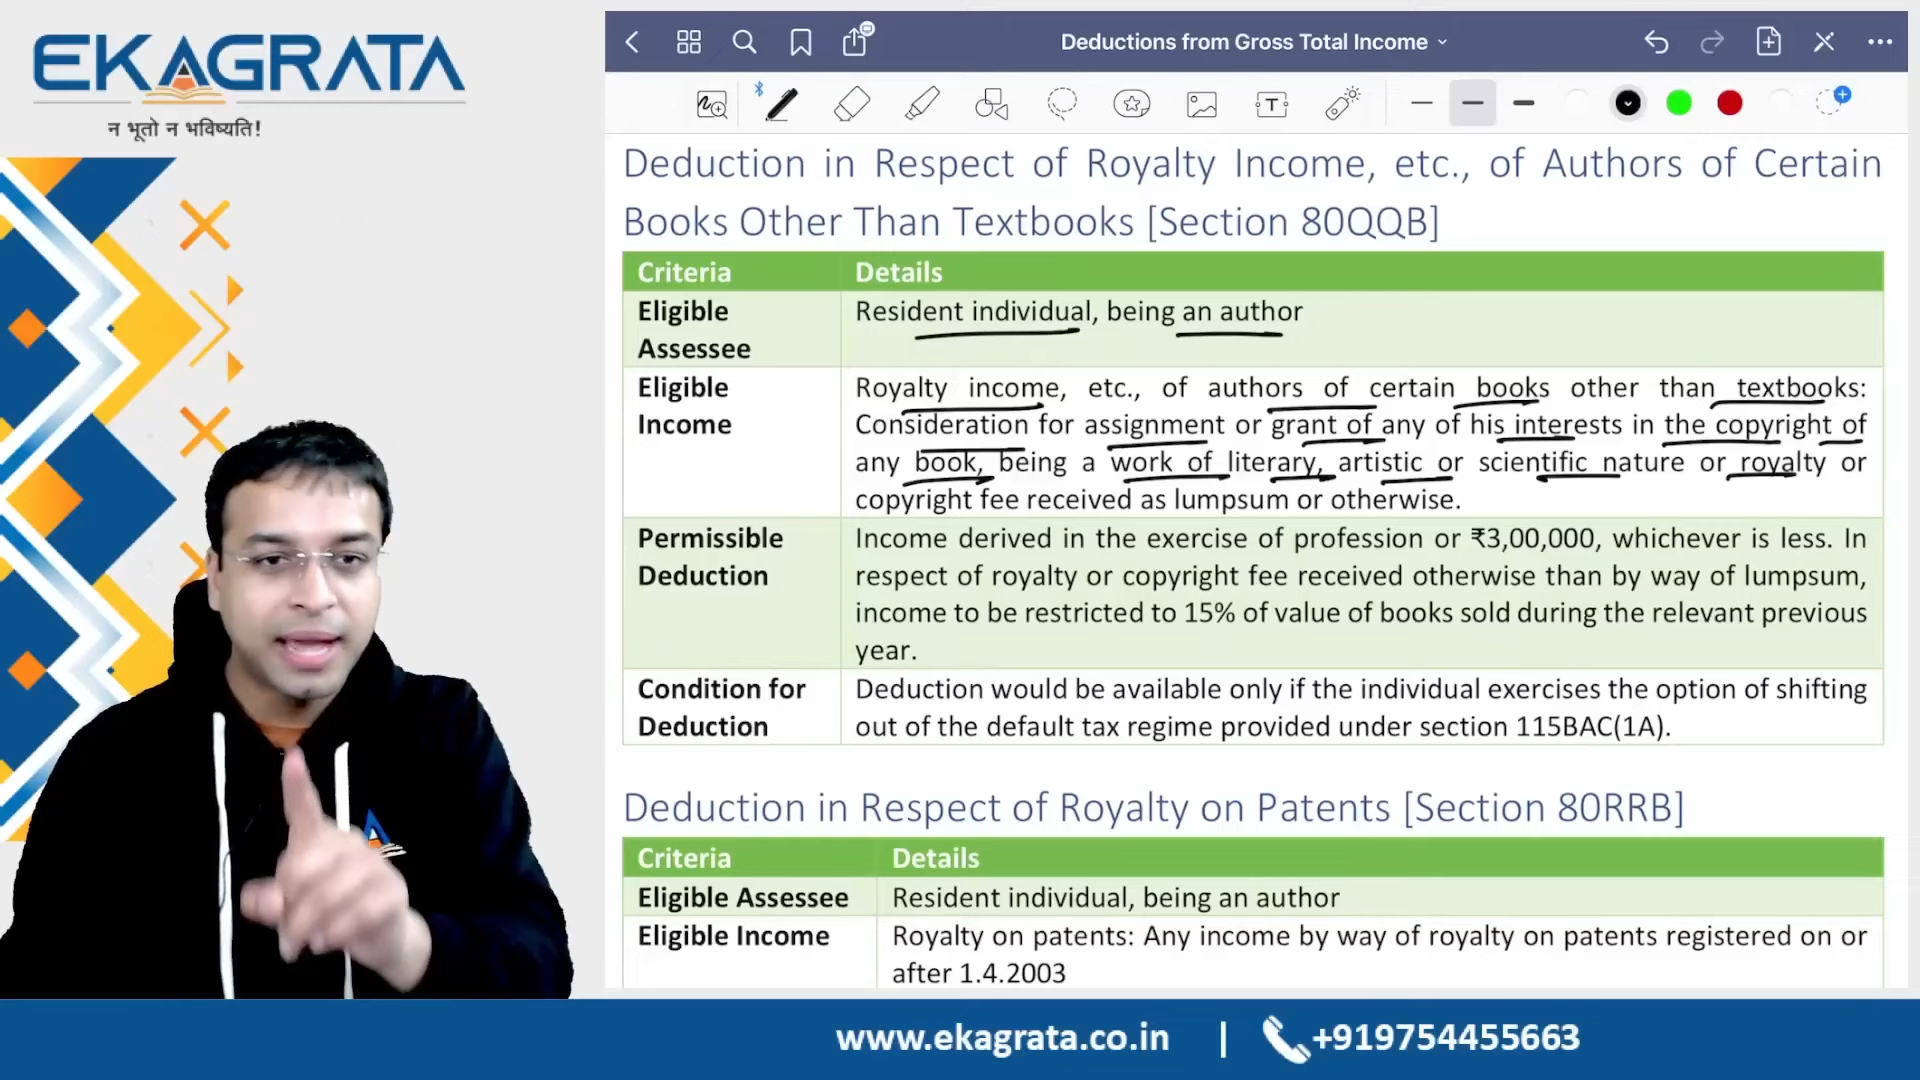 EKAGRATA
न भूतो न भविष्यति!
Deductions from Gross Total Income
T
Deduction in Respect of Royalty Income, etc., of Authors of Certain
Books Other Than Textbooks [Section 80QQB]
Criteria Details
Eligible Assessee Resident individual, being an author
Eligible Income Royalty income, etc., of authors of certain books other than textbooks:
Consideration for assignment or grant of any of his interests in the copyright of
any book, being a work of literary, artistic or scientific nature or royalty or
copyright fee received as lumpsum or otherwise.
Permissible Deduction Income derived in the exercise of profession or ₹3,00,000, whichever is less. In
respect of royalty or copyright fee received otherwise than by way of lumpsum,
income to be restricted to 15% of value of books sold during the relevant previous
year.
Condition for Deduction Deduction would be available only if the individual exercises the option of shifting
out of the default tax regime provided under section 115BAC(1A).
Deduction in Respect of Royalty on Patents [Section 80RRB]
Criteria Details
Eligible Assessee Resident individual, being an author
Eligible Income Royalty on patents: Any income by way of royalty on patents registered on or
after 1.4.2003
www.ekagrata.co.in | +919754455663